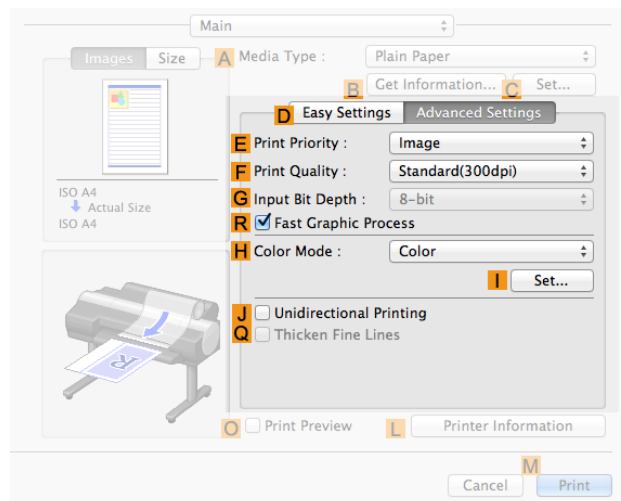 Main
Images Size A Media Type : Plain Paper
B Get Information... C Set...
D Easy Settings Advanced Settings
E Print Priority : Image
F Print Quality : Standard(300dpi)
G Input Bit Depth : 8-bit
R Fast Graphic Process
H Color Mode : Color
I Set...
J Unidirectional Printing
Q Thicken Fine Lines
ISO A4
Actual Size
ISO A4
R
O Print Preview L Printer Information
M
Cancel Print